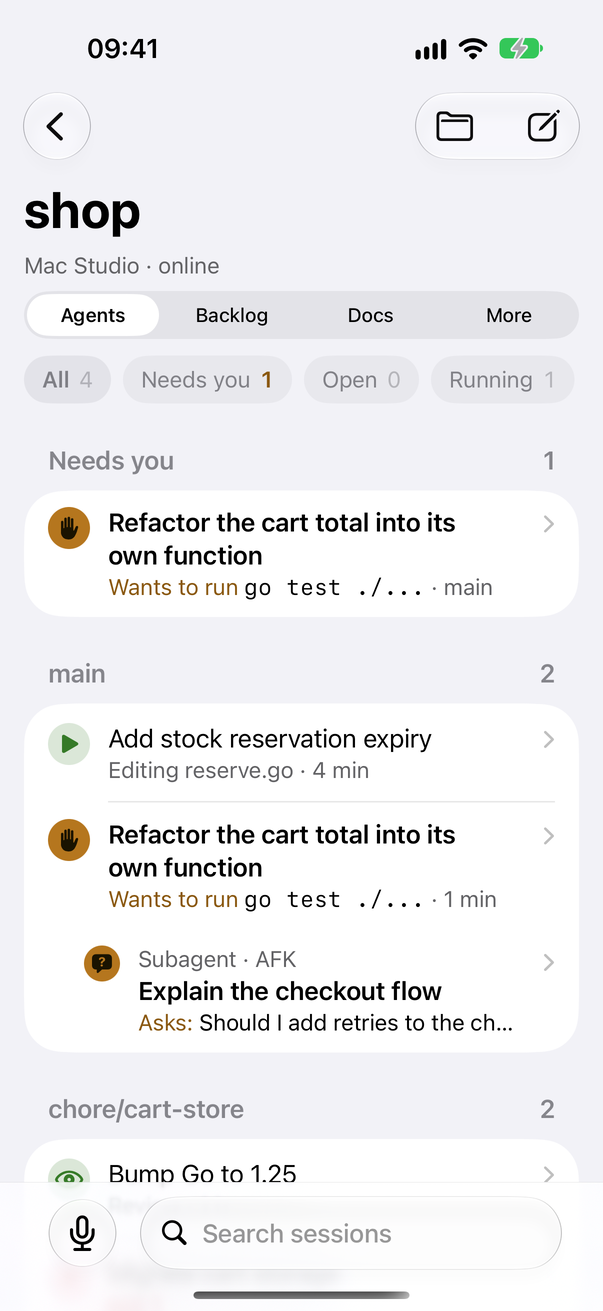 09:41
shop
Mac Studio · online
Agents
Backlog
Docs
More
All 4
Needs you 1
Open 0
Running 1
Needs you 1
Refactor the cart total into its
own function
Wants to run go test ./... · main
main 2
Add stock reservation expiry
Editing reserve.go · 4 min
Refactor the cart total into its
own function
Wants to run go test ./... · 1 min
Subagent · AFK
Explain the checkout flow
Asks: Should I add retries to the ch...
chore/cart-store 2
Bump Go to 1.25
Search sessions